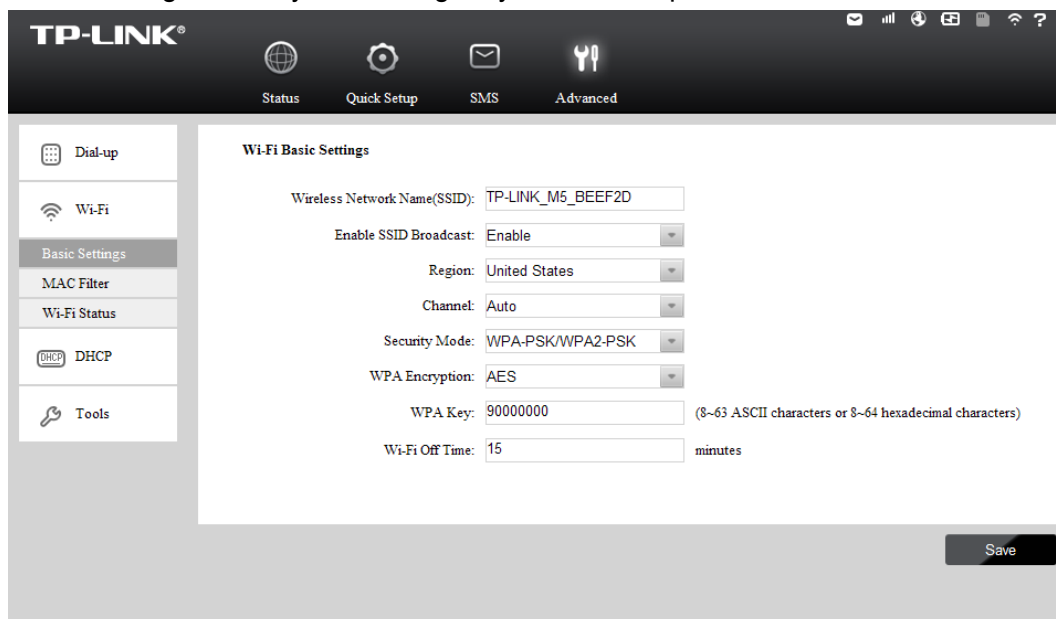 TP-LINK®
Status Quick Setup SMS Advanced
Dial-up
Wi-Fi
Basic Settings
MAC Filter
Wi-Fi Status
DHCP DHCP
Tools
Wi-Fi Basic Settings
Wireless Network Name(SSID): TP-LINK_M5_BEEF2D
Enable SSID Broadcast: Enable
Region: United States
Channel: Auto
Security Mode: WPA-PSK/WPA2-PSK
WPA Encryption: AES
WPA Key: 90000000 (8~63 ASCII characters or 8~64 hexadecimal characters)
Wi-Fi Off Time: 15 minutes
Save